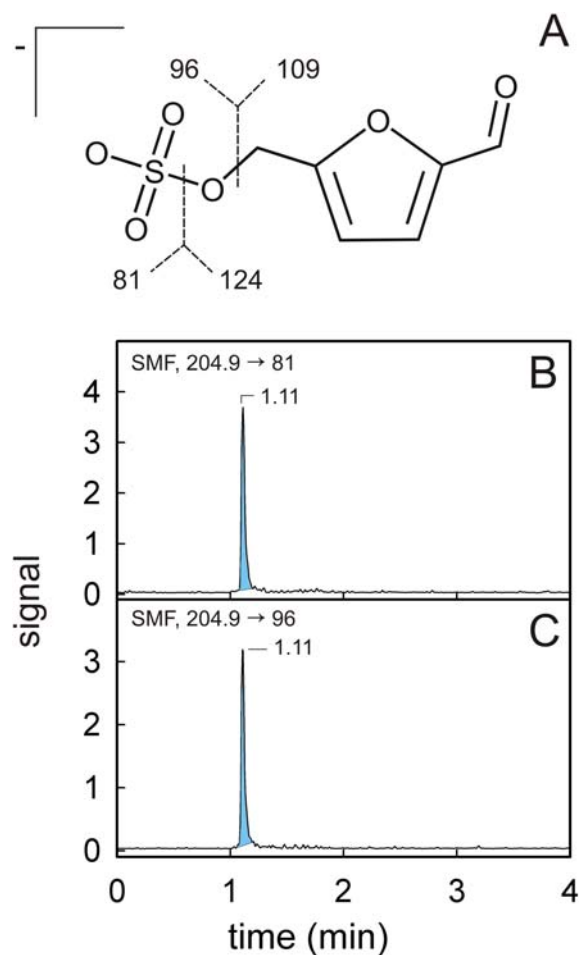 A
-
96 109
O
O
O
S
O
O
O
81 124
B
SMF, 204.9 → 81
1.11
4
3
2
1
0
C
SMF, 204.9 → 96
1.11
3
2
1
0
signal
0 1 2 3 4
time (min)